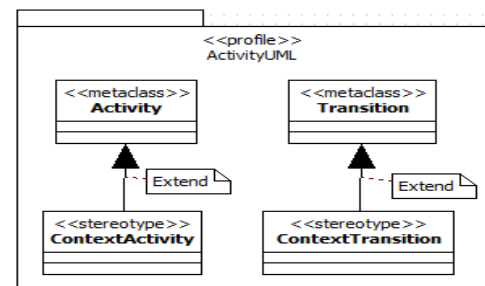 <<profile>>
ActivityUML
<<metaclass>>
Activity
<<metaclass>>
Transition
Extend
Extend
<<stereotype>>
ContextActivity
<<stereotype>>
ContextTransition